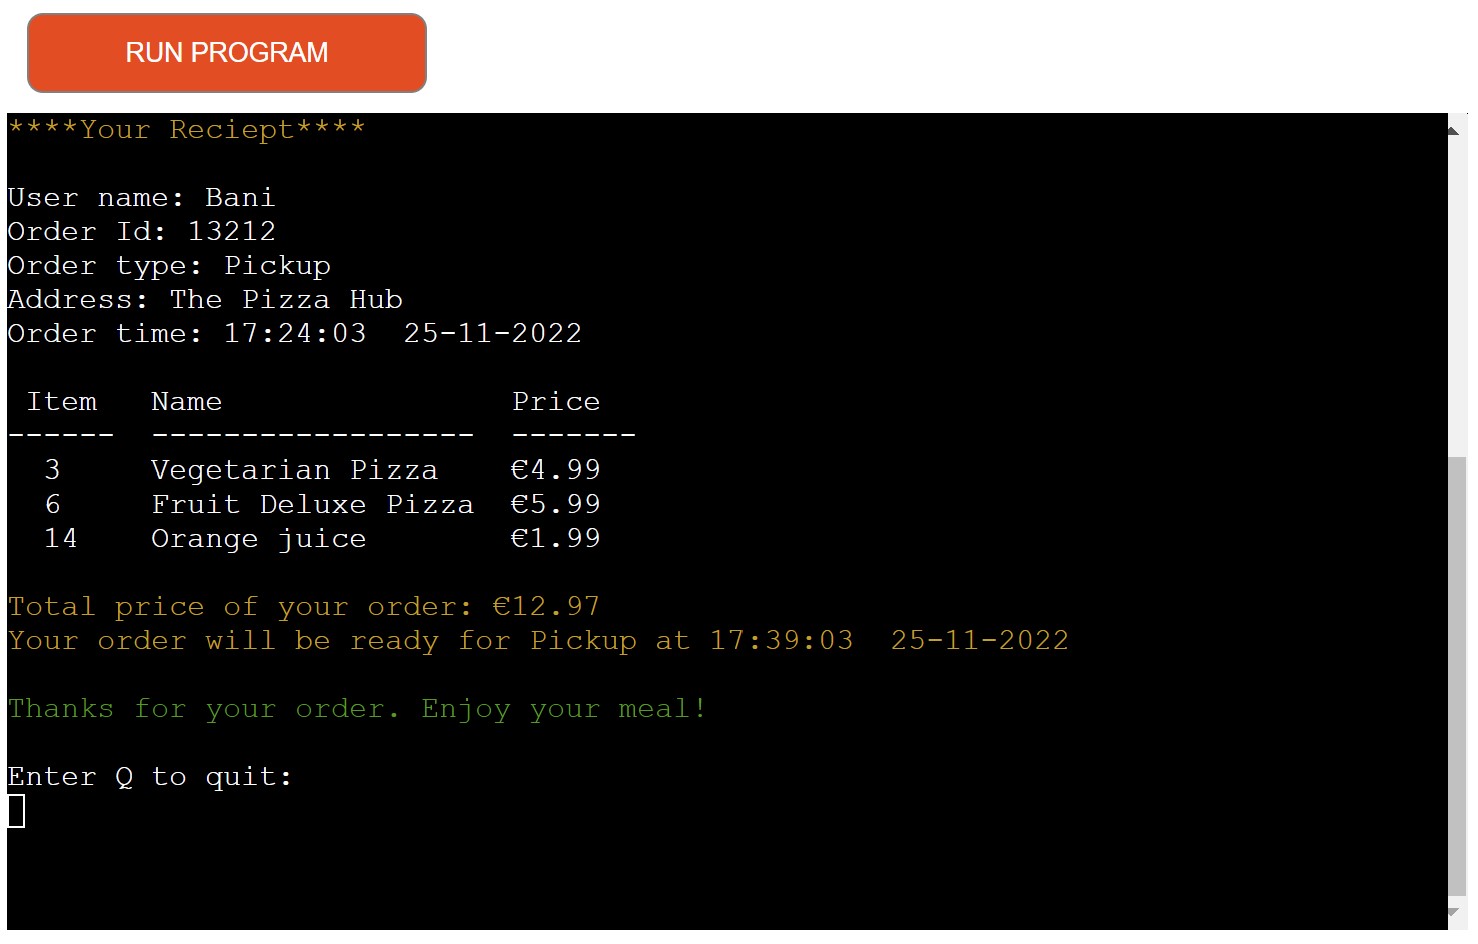 RUN PROGRAM
****Your Reciept****
User name: Bani
Order Id: 13212
Order type: Pickup
Address: The Pizza Hub
Order time: 17:24:03  25-11-2022
 Item   Name                Price
------  ------------------  -------
  3     Vegetarian Pizza    €4.99
  6     Fruit Deluxe Pizza  €5.99
  14    Orange juice        €1.99
Total price of your order: €12.97
Your order will be ready for Pickup at 17:39:03  25-11-2022
Thanks for your order. Enjoy your meal!
Enter Q to quit: